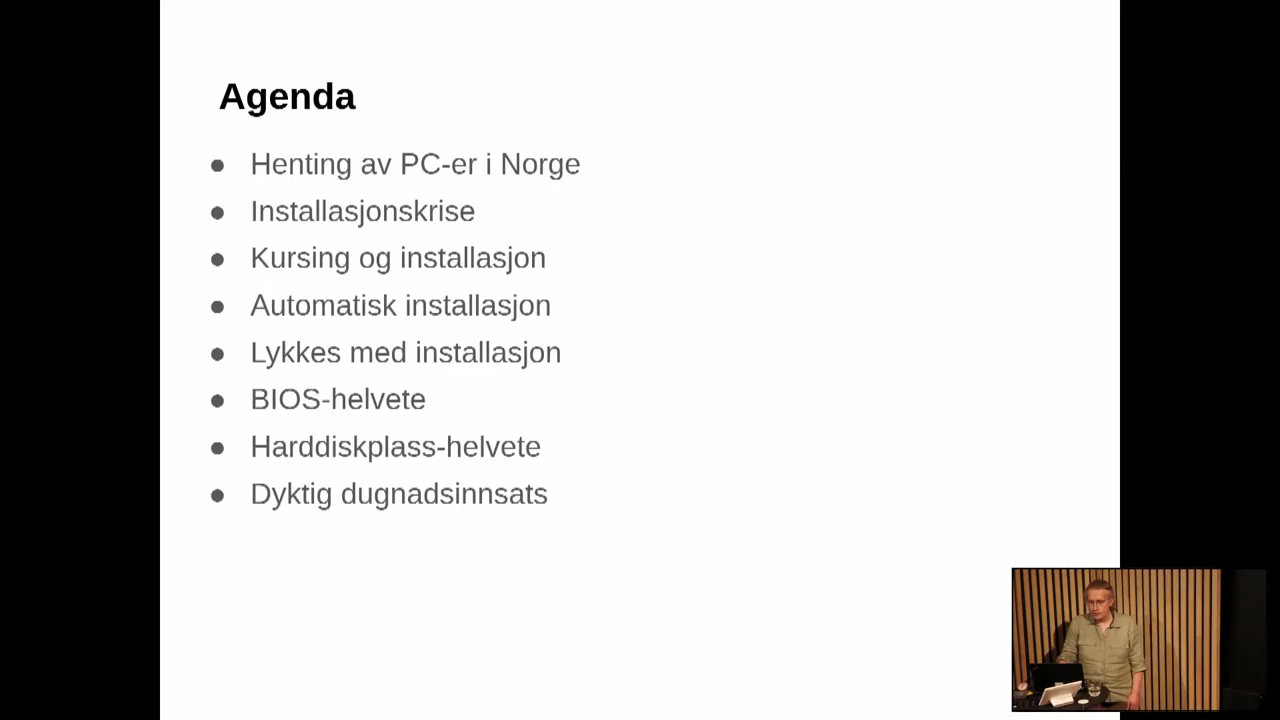 Agenda
● Henting av PC-er i Norge
● Installasjonskrise
● Kursing og installasjon
● Automatisk installasjon
● Lykkes med installasjon
● BIOS-helvete
● Harddiskplass-helvete
● Dyktig dugnadsinnsats